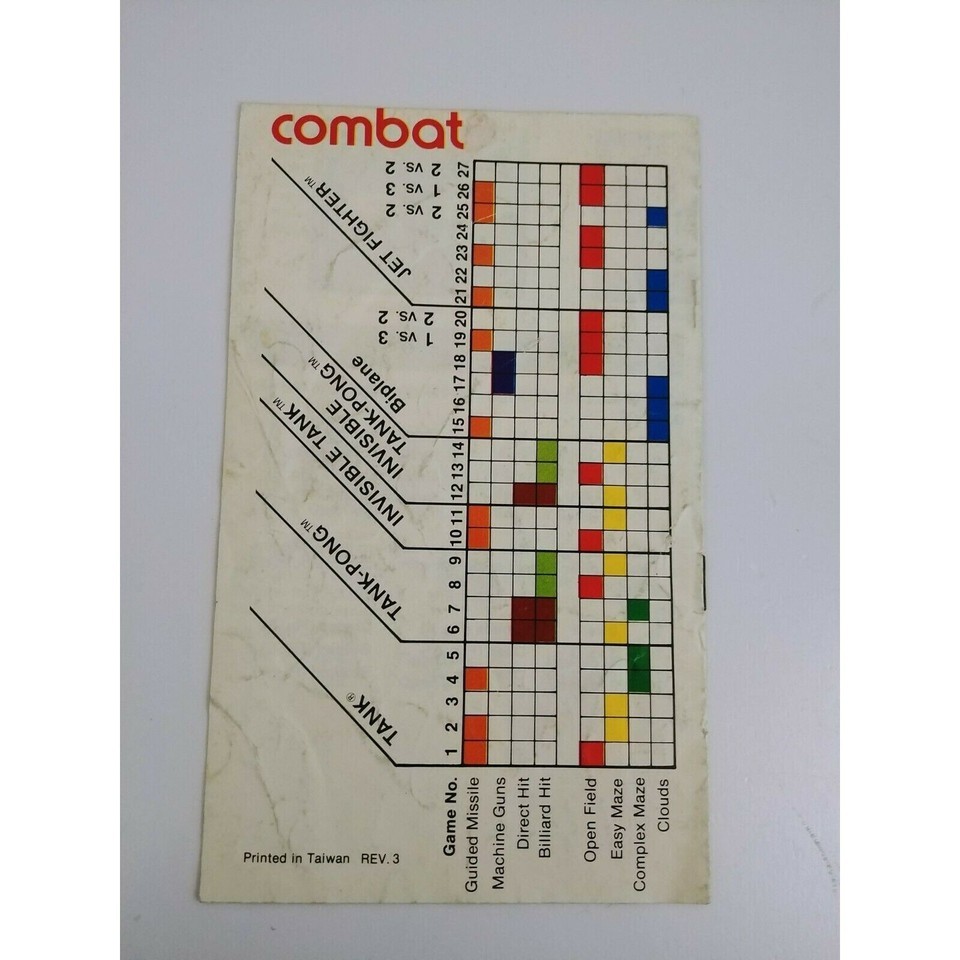 combat
JET FIGHTER™
2 vs. 2
1 vs. 3
2 vs. 2
Biplane
1 vs. 3
2 vs. 2
INVISIBLE
TANK-PONG™
INVISIBLE TANK™
TANK-PONG™
TANK®
Game No. 1 2 3 4 5 6 7 8 9 10 11 12 13 14 15 16 17 18 19 20 21 22 23 24 25 26 27
Guided Missile
Machine Guns
Direct Hit
Billiard Hit
Open Field
Easy Maze
Complex Maze
Clouds
Printed in Taiwan REV. 3